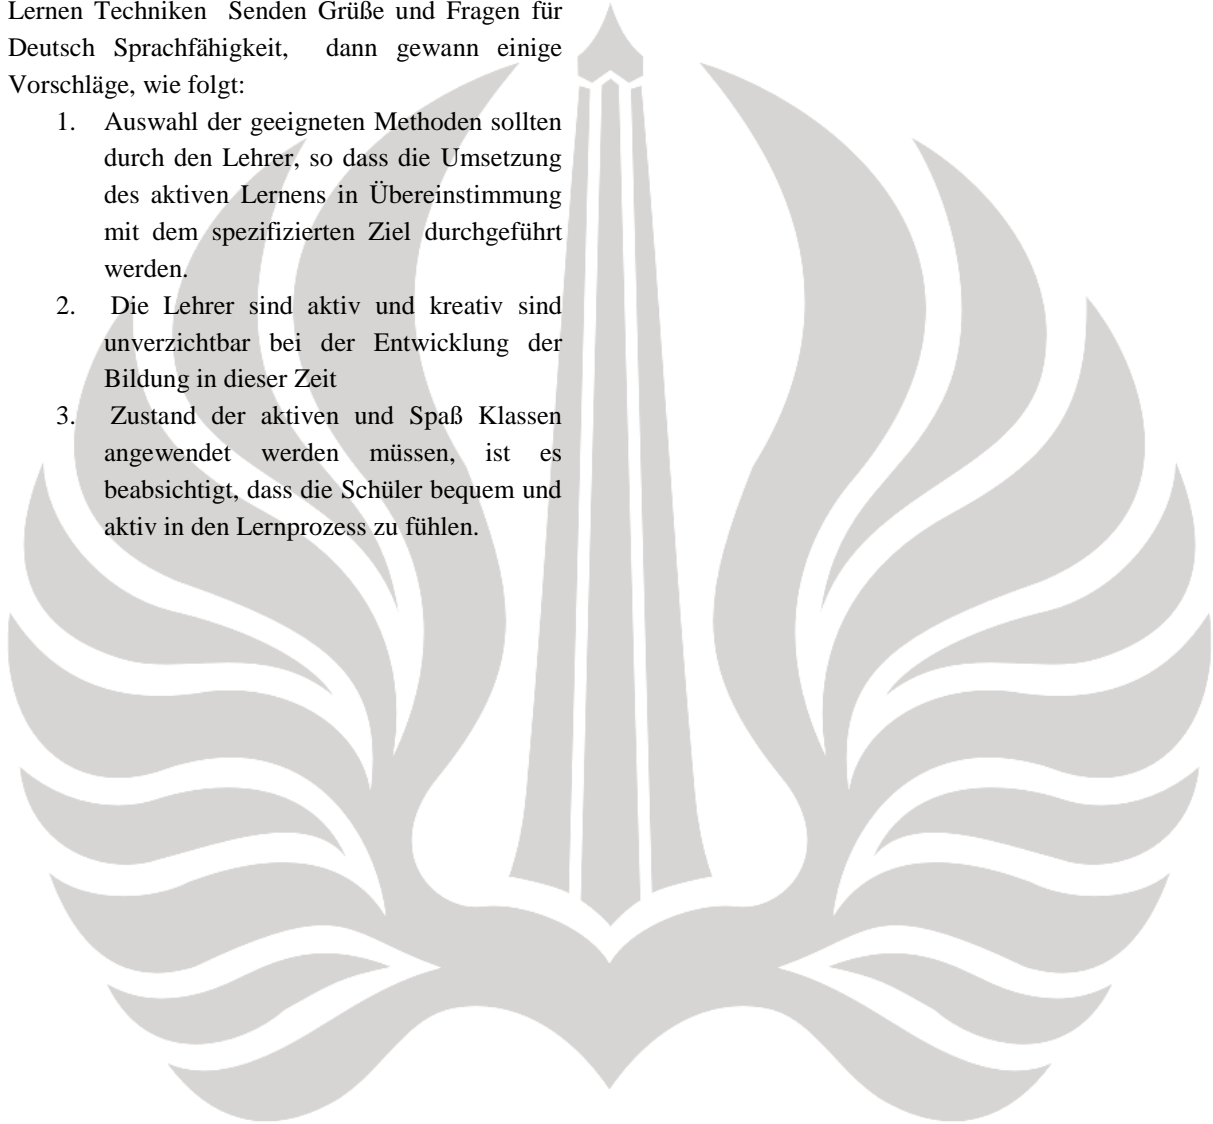 Lernen Techniken Senden Grüße und Fragen für
Deutsch Sprachfähigkeit, dann gewann einige
Vorschläge, wie folgt:
1. Auswahl der geeigneten Methoden sollten
durch den Lehrer, so dass die Umsetzung
des aktiven Lernens in Übereinstimmung
mit dem spezifizierten Ziel durchgeführt
werden.
2. Die Lehrer sind aktiv und kreativ sind
unverzichtbar bei der Entwicklung der
Bildung in dieser Zeit
3. Zustand der aktiven und Spaß Klassen
angewendet werden müssen, ist es
beabsichtigt, dass die Schüler bequem und
aktiv in den Lernprozess zu fühlen.